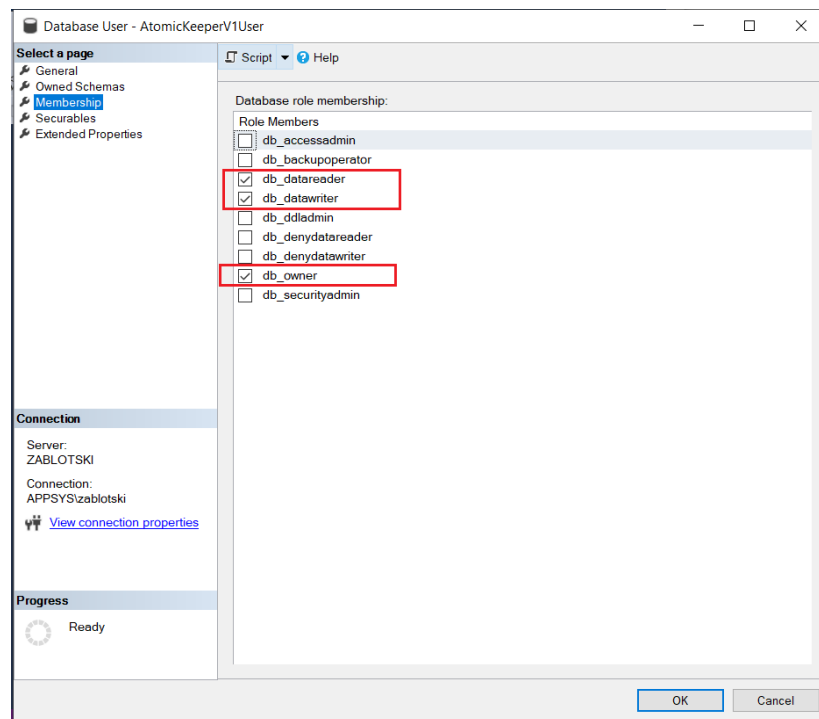 Database User - AtomicKeeperV1User
Select a page
General
Owned Schemas
Membership
Securables
Extended Properties
Script
Help
Database role membership:
Role Members
db_accessadmin
db_backupoperator
db_datareader
db_datawriter
db_ddladmin
db_denydatareader
db_denydatawriter
db_owner
db_securityadmin
Connection
Server:
ZABLOTSKI
Connection:
APPSYS\zablotski
View connection properties
Progress
Ready
OK
Cancel